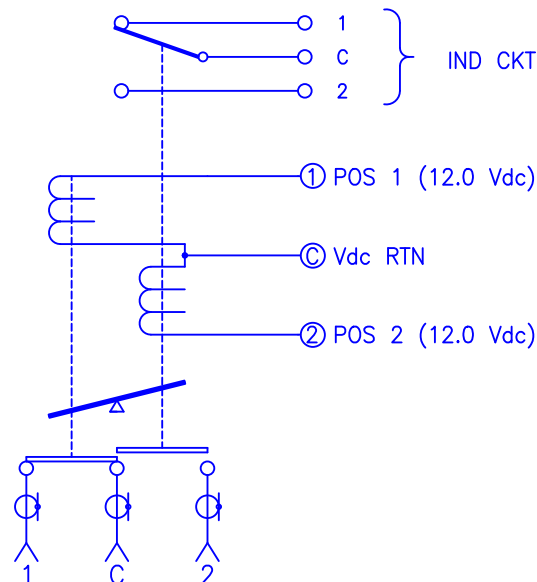 1
C
IND CKT
2
1 POS 1 (12.0 Vdc)
C Vdc RTN
2 POS 2 (12.0 Vdc)
1 C 2